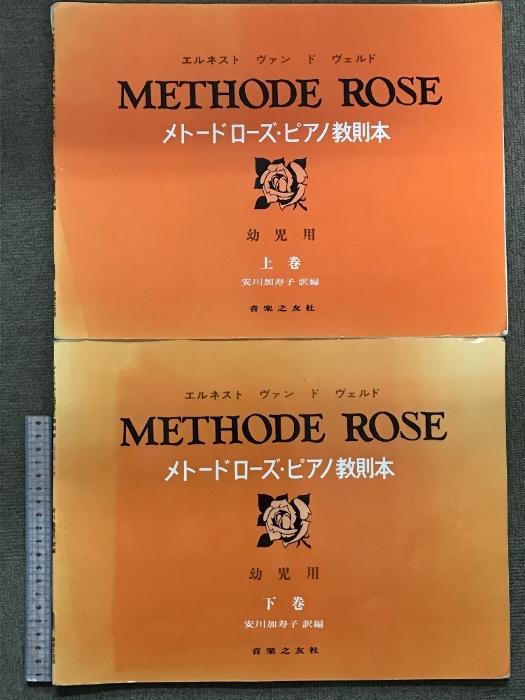 エルネスト ヴァン ド ヴェルド
METHODE ROSE
メトードローズ・ピアノ教則本
幼児用
上巻
安川加寿子 訳編
音楽之友社
エルネスト ヴァン ド ヴェルド
METHODE ROSE
メトードローズ・ピアノ教則本
幼児用
下巻
安川加寿子 訳編
音楽之友社